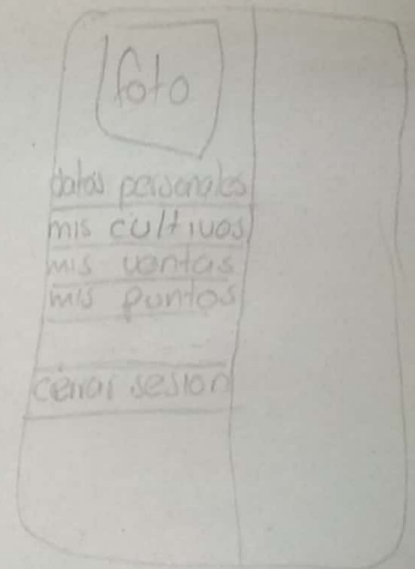 foto
datos personales
mis cultivos
mis ventas
mis puntos
cerrar sesion